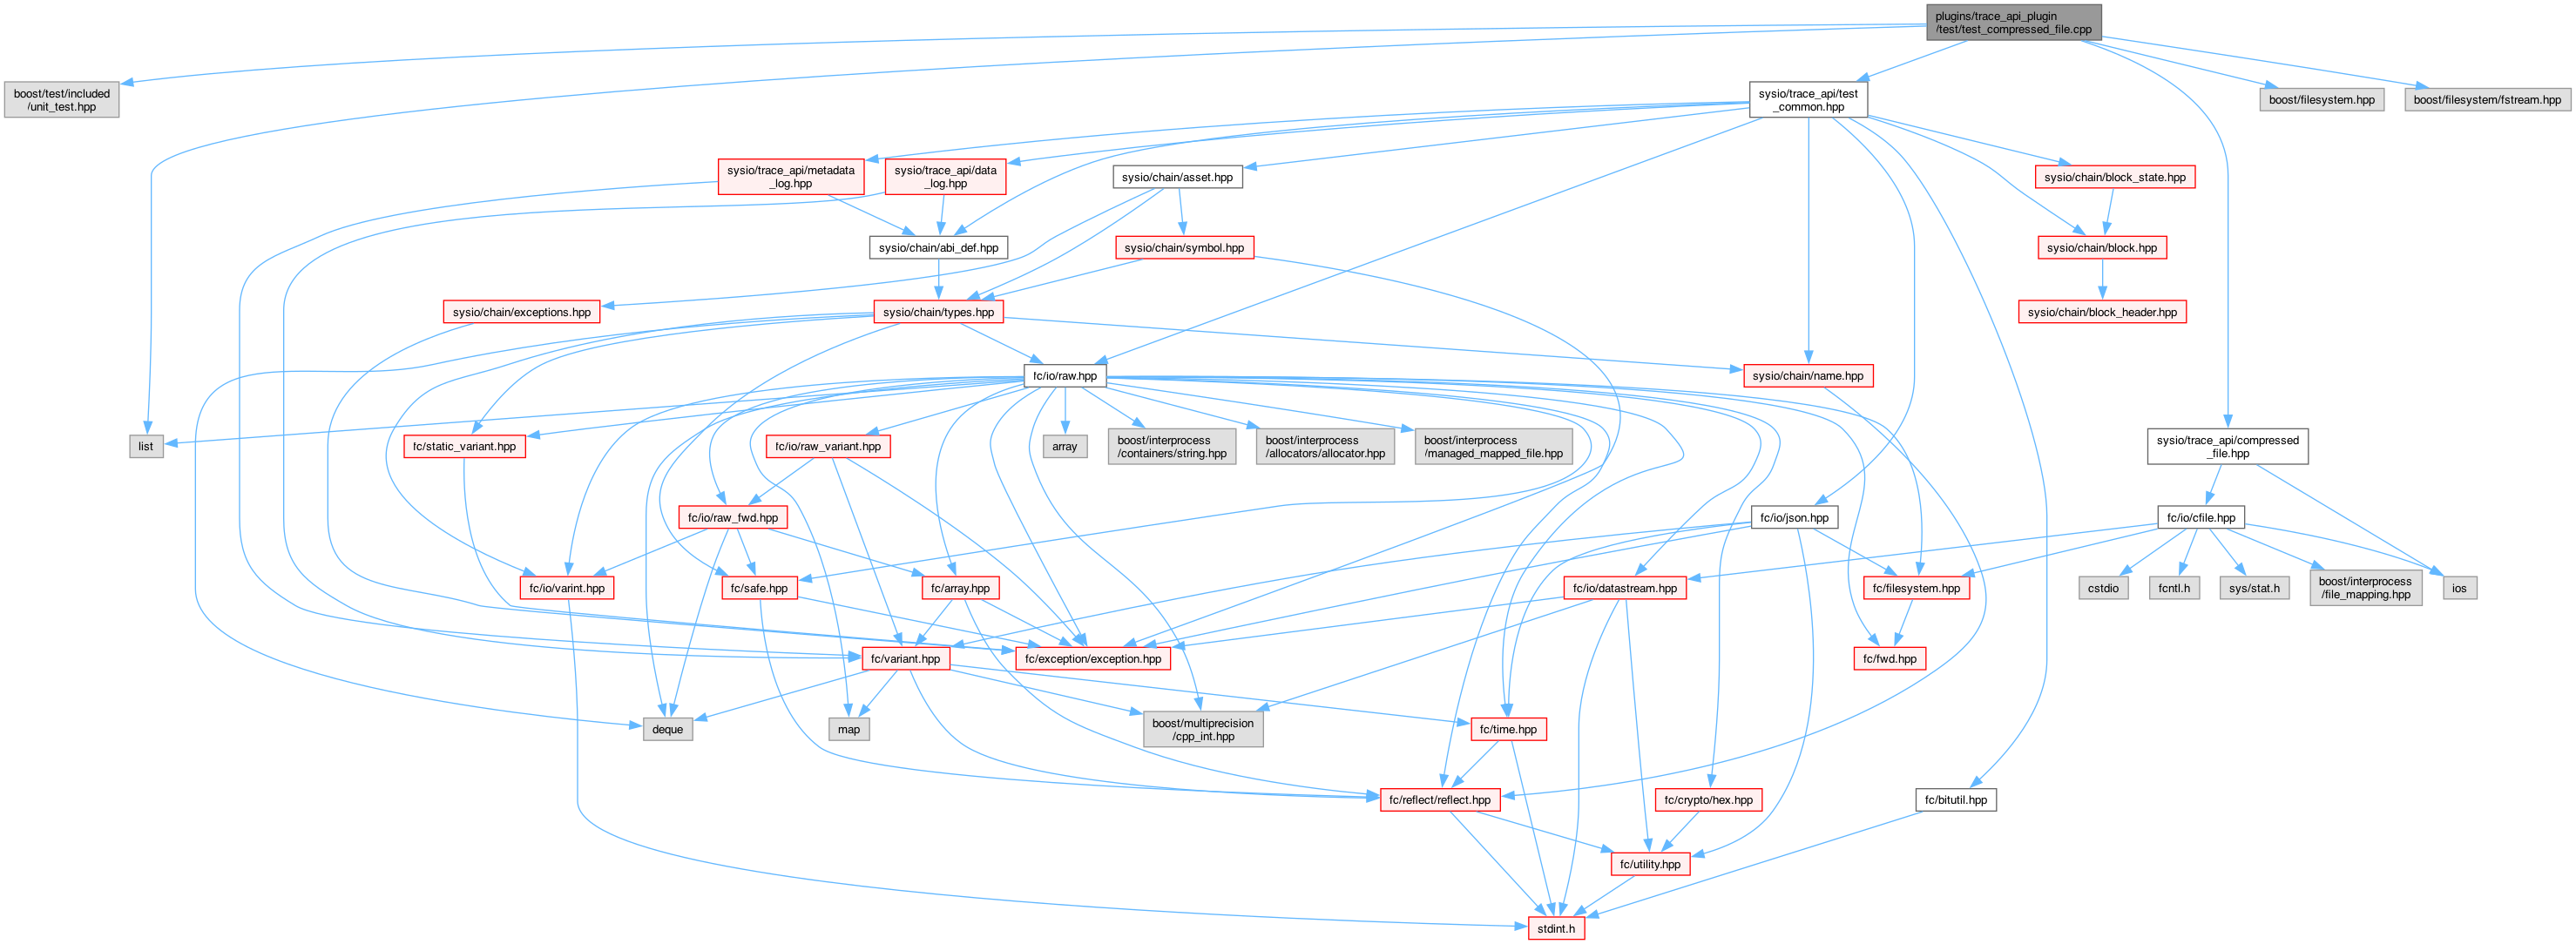 plugins/trace_api_plugin
/test/test_compressed_file.cpp
boost/test/included
/unit_test.hpp
sysio/trace_api/test
_common.hpp
boost/filesystem.hpp
boost/filesystem/fstream.hpp
sysio/trace_api/metadata
_log.hpp
sysio/trace_api/data
_log.hpp
sysio/chain/asset.hpp
sysio/chain/block_state.hpp
sysio/chain/abi_def.hpp
sysio/chain/symbol.hpp
sysio/chain/block.hpp
sysio/chain/exceptions.hpp
sysio/chain/types.hpp
sysio/chain/block_header.hpp
fc/io/raw.hpp
sysio/chain/name.hpp
list
fc/static_variant.hpp
fc/io/raw_variant.hpp
array
boost/interprocess
/containers/string.hpp
boost/interprocess
/allocators/allocator.hpp
boost/interprocess
/managed_mapped_file.hpp
sysio/trace_api/compressed
_file.hpp
fc/io/raw_fwd.hpp
fc/io/json.hpp
fc/io/cfile.hpp
fc/io/varint.hpp
fc/safe.hpp
fc/array.hpp
fc/io/datastream.hpp
fc/filesystem.hpp
cstdio
fcntl.h
sys/stat.h
boost/interprocess
/file_mapping.hpp
ios
fc/variant.hpp
fc/exception/exception.hpp
fc/fwd.hpp
deque
map
boost/multiprecision
/cpp_int.hpp
fc/time.hpp
fc/reflect/reflect.hpp
fc/crypto/hex.hpp
fc/bitutil.hpp
fc/utility.hpp
stdint.h